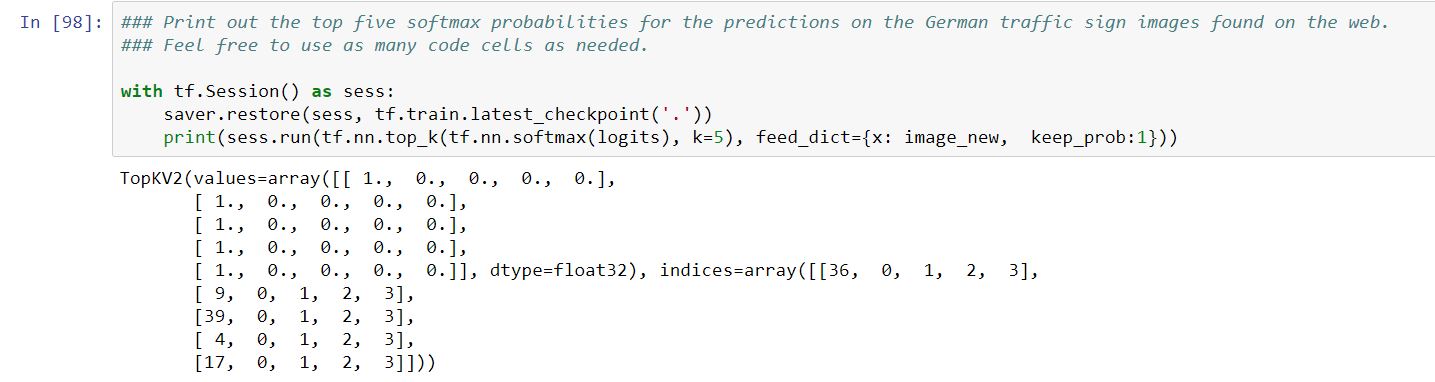 In [98]: ### Print out the top five softmax probabilities for the predictions on the German traffic sign images found on the web.
### Feel free to use as many code cells as needed.
with tf.Session() as sess:
    saver.restore(sess, tf.train.latest_checkpoint('.'))
    print(sess.run(tf.nn.top_k(tf.nn.softmax(logits), k=5), feed_dict={x: image_new,  keep_prob:1}))
TopKV2(values=array([[ 1.,  0.,  0.,  0.,  0.],
       [ 1.,  0.,  0.,  0.,  0.],
       [ 1.,  0.,  0.,  0.,  0.],
       [ 1.,  0.,  0.,  0.,  0.],
       [ 1.,  0.,  0.,  0.,  0.]], dtype=float32), indices=array([[36,  0,  1,  2,  3],
       [ 9,  0,  1,  2,  3],
       [39,  0,  1,  2,  3],
       [ 4,  0,  1,  2,  3],
       [17,  0,  1,  2,  3]]))